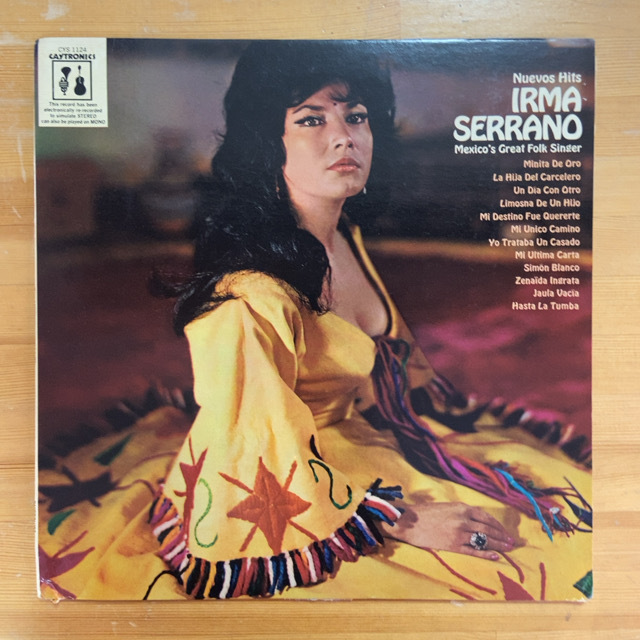 CYS 1124
CAYTRONICS
This record has been
electronically re-recorded
to simulate STEREO
can also be played on MONO
Nuevos Hits
IRMA
SERRANO
Mexico's Great Folk Singer
Minita De Oro
La Hija Del Carcelero
Un Dia Con Otro
Limosna De Un Hijo
Mi Destino Fue Quererte
Mi Unico Camino
Yo Trataba Un Casado
Mi Ultima Carta
Simón Blanco
Zenaïda Ingrata
Jaula Vacia
Hasta La Tumba